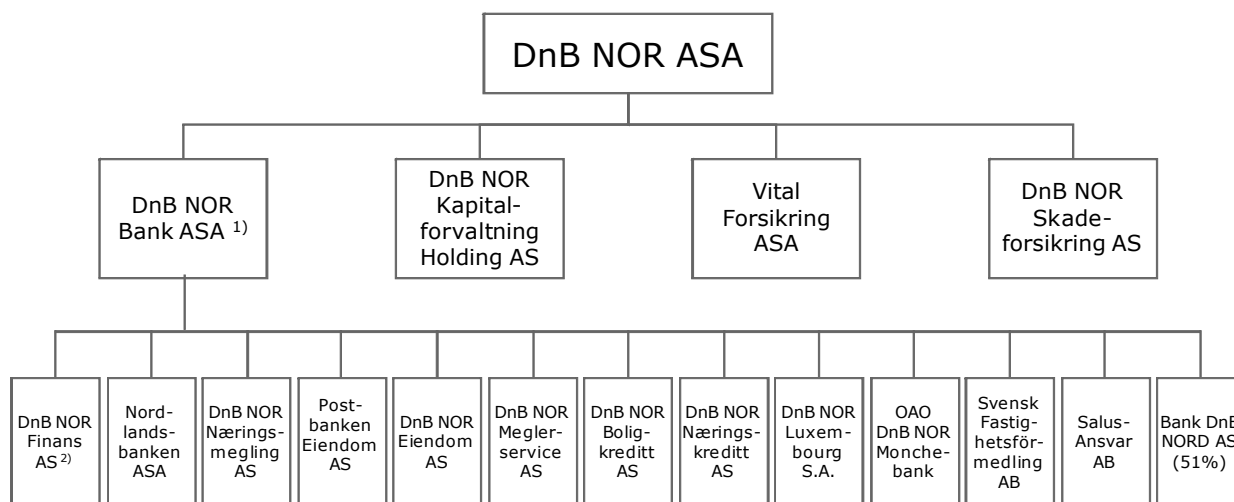 DnB NOR ASA
DnB NOR
Bank ASA 1)
DnB NOR
Kapital-
forvaltning
Holding AS
Vital
Forsikring
ASA
DnB NOR
Skade-
forsikring AS
DnB NOR
Finans
AS 2)
Nord-
lands-
banken
ASA
DnB NOR
Nærings-
megling
AS
Post-
banken
Eiendom
AS
DnB NOR
Eiendom
AS
DnB NOR
Megler-
service
AS
DnB NOR
Bolig-
kreditt
AS
DnB NOR
Nærings-
kreditt
AS
DnB NOR
Luxem-
bourg
S.A.
OAO
DnB NOR
Monche-
bank
Svensk
Fastig-
hetsför-
medling
AB
Salus-
Ansvar
AB
Bank DnB
NORD AS
(51%)